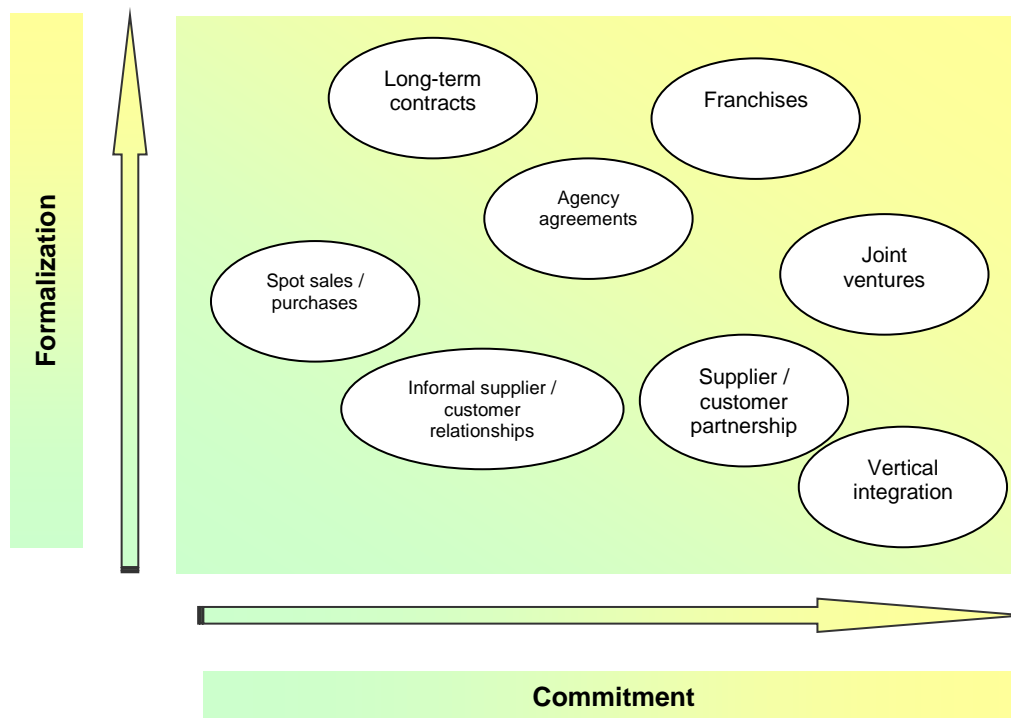 Formalization
Long-term
contracts
Franchises
Agency
agreements
Spot sales /
purchases
Joint
ventures
Informal supplier /
customer
relationships
Supplier /
customer
partnership
Vertical
integration
Commitment